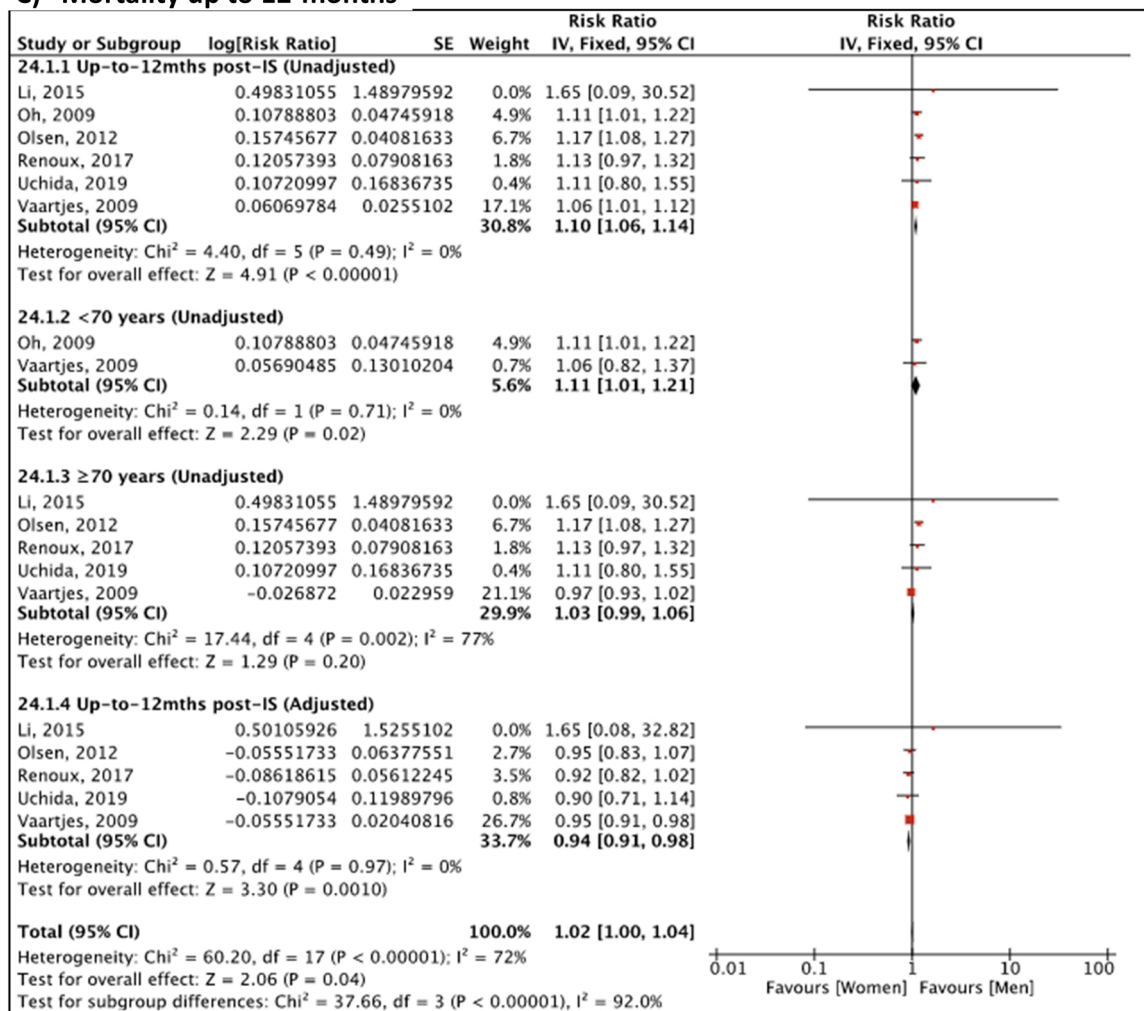 C) Mortality up to 12 months
Risk Ratio Risk Ratio
Study or Subgroup log[Risk Ratio] SE Weight IV, Fixed, 95% CI IV, Fixed, 95% CI
24.1.1 Up-to-12mths post-IS (Unadjusted)
Li, 2015 0.49831055 1.48979592 0.0% 1.65 [0.09, 30.52]
Oh, 2009 0.10788803 0.04745918 4.9% 1.11 [1.01, 1.22]
Olsen, 2012 0.15745677 0.04081633 6.7% 1.17 [1.08, 1.27]
Renoux, 2017 0.12057393 0.07908163 1.8% 1.13 [0.97, 1.32]
Uchida, 2019 0.10720997 0.16836735 0.4% 1.11 [0.80, 1.55]
Vaartjes, 2009 0.06069784 0.0255102 17.1% 1.06 [1.01, 1.12]
Subtotal (95% CI) 30.8% 1.10 [1.06, 1.14]
Heterogeneity: Chi² = 4.40, df = 5 (P = 0.49); I² = 0%
Test for overall effect: Z = 4.91 (P < 0.00001)
24.1.2 <70 years (Unadjusted)
Oh, 2009 0.10788803 0.04745918 4.9% 1.11 [1.01, 1.22]
Vaartjes, 2009 0.05690485 0.13010204 0.7% 1.06 [0.82, 1.37]
Subtotal (95% CI) 5.6% 1.11 [1.01, 1.21]
Heterogeneity: Chi² = 0.14, df = 1 (P = 0.71); I² = 0%
Test for overall effect: Z = 2.29 (P = 0.02)
24.1.3 ≥70 years (Unadjusted)
Li, 2015 0.49831055 1.48979592 0.0% 1.65 [0.09, 30.52]
Olsen, 2012 0.15745677 0.04081633 6.7% 1.17 [1.08, 1.27]
Renoux, 2017 0.12057393 0.07908163 1.8% 1.13 [0.97, 1.32]
Uchida, 2019 0.10720997 0.16836735 0.4% 1.11 [0.80, 1.55]
Vaartjes, 2009 -0.026872 0.022959 21.1% 0.97 [0.93, 1.02]
Subtotal (95% CI) 29.9% 1.03 [0.99, 1.06]
Heterogeneity: Chi² = 17.44, df = 4 (P = 0.002); I² = 77%
Test for overall effect: Z = 1.29 (P = 0.20)
24.1.4 Up-to-12mths post-IS (Adjusted)
Li, 2015 0.50105926 1.5255102 0.0% 1.65 [0.08, 32.82]
Olsen, 2012 -0.05551733 0.06377551 2.7% 0.95 [0.83, 1.07]
Renoux, 2017 -0.08618615 0.05612245 3.5% 0.92 [0.82, 1.02]
Uchida, 2019 -0.1079054 0.11989796 0.8% 0.90 [0.71, 1.14]
Vaartjes, 2009 -0.05551733 0.02040816 26.7% 0.95 [0.91, 0.98]
Subtotal (95% CI) 33.7% 0.94 [0.91, 0.98]
Heterogeneity: Chi² = 0.57, df = 4 (P = 0.97); I² = 0%
Test for overall effect: Z = 3.30 (P = 0.0010)
Total (95% CI) 100.0% 1.02 [1.00, 1.04]
Heterogeneity: Chi² = 60.20, df = 17 (P < 0.00001); I² = 72%
Test for overall effect: Z = 2.06 (P = 0.04)
Test for subgroup differences: Chi² = 37.66, df = 3 (P < 0.00001), I² = 92.0%
0.01 0.1 1 10 100
Favours [Women] Favours [Men]